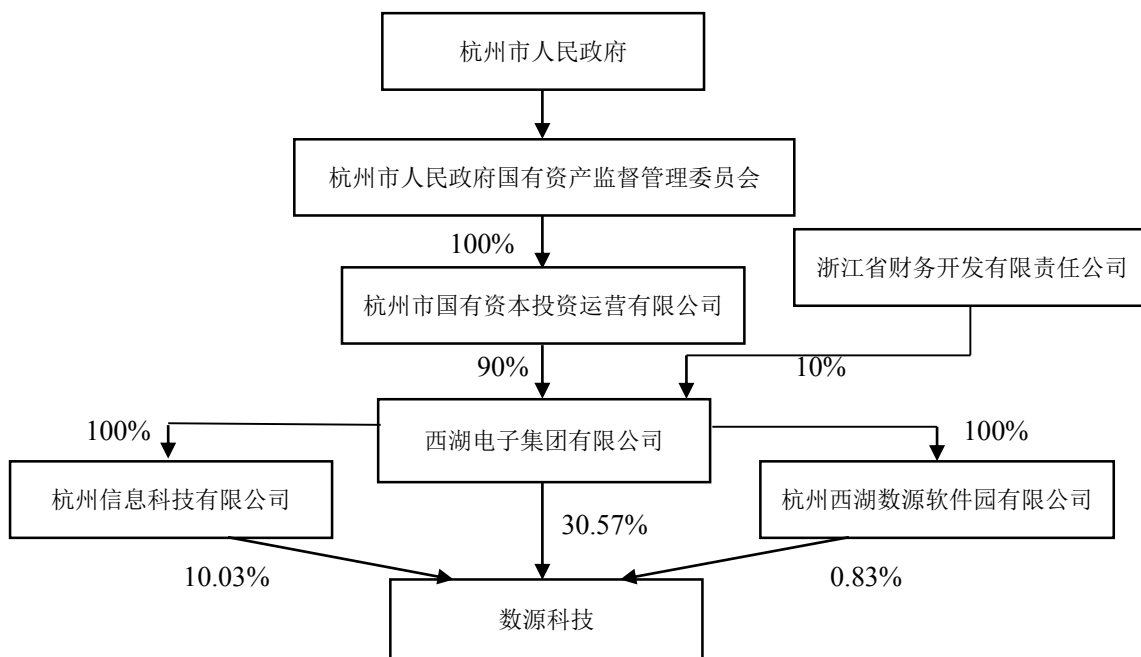 杭州市人民政府
杭州市人民政府国有资产监督管理委员会
100%
浙江省财务开发有限责任公司
杭州市国有资本投资运营有限公司
90%
10%
100%
西湖电子集团有限公司
100%
杭州信息科技有限公司
杭州西湖数源软件园有限公司
30.57%
10.03%
0.83%
数源科技